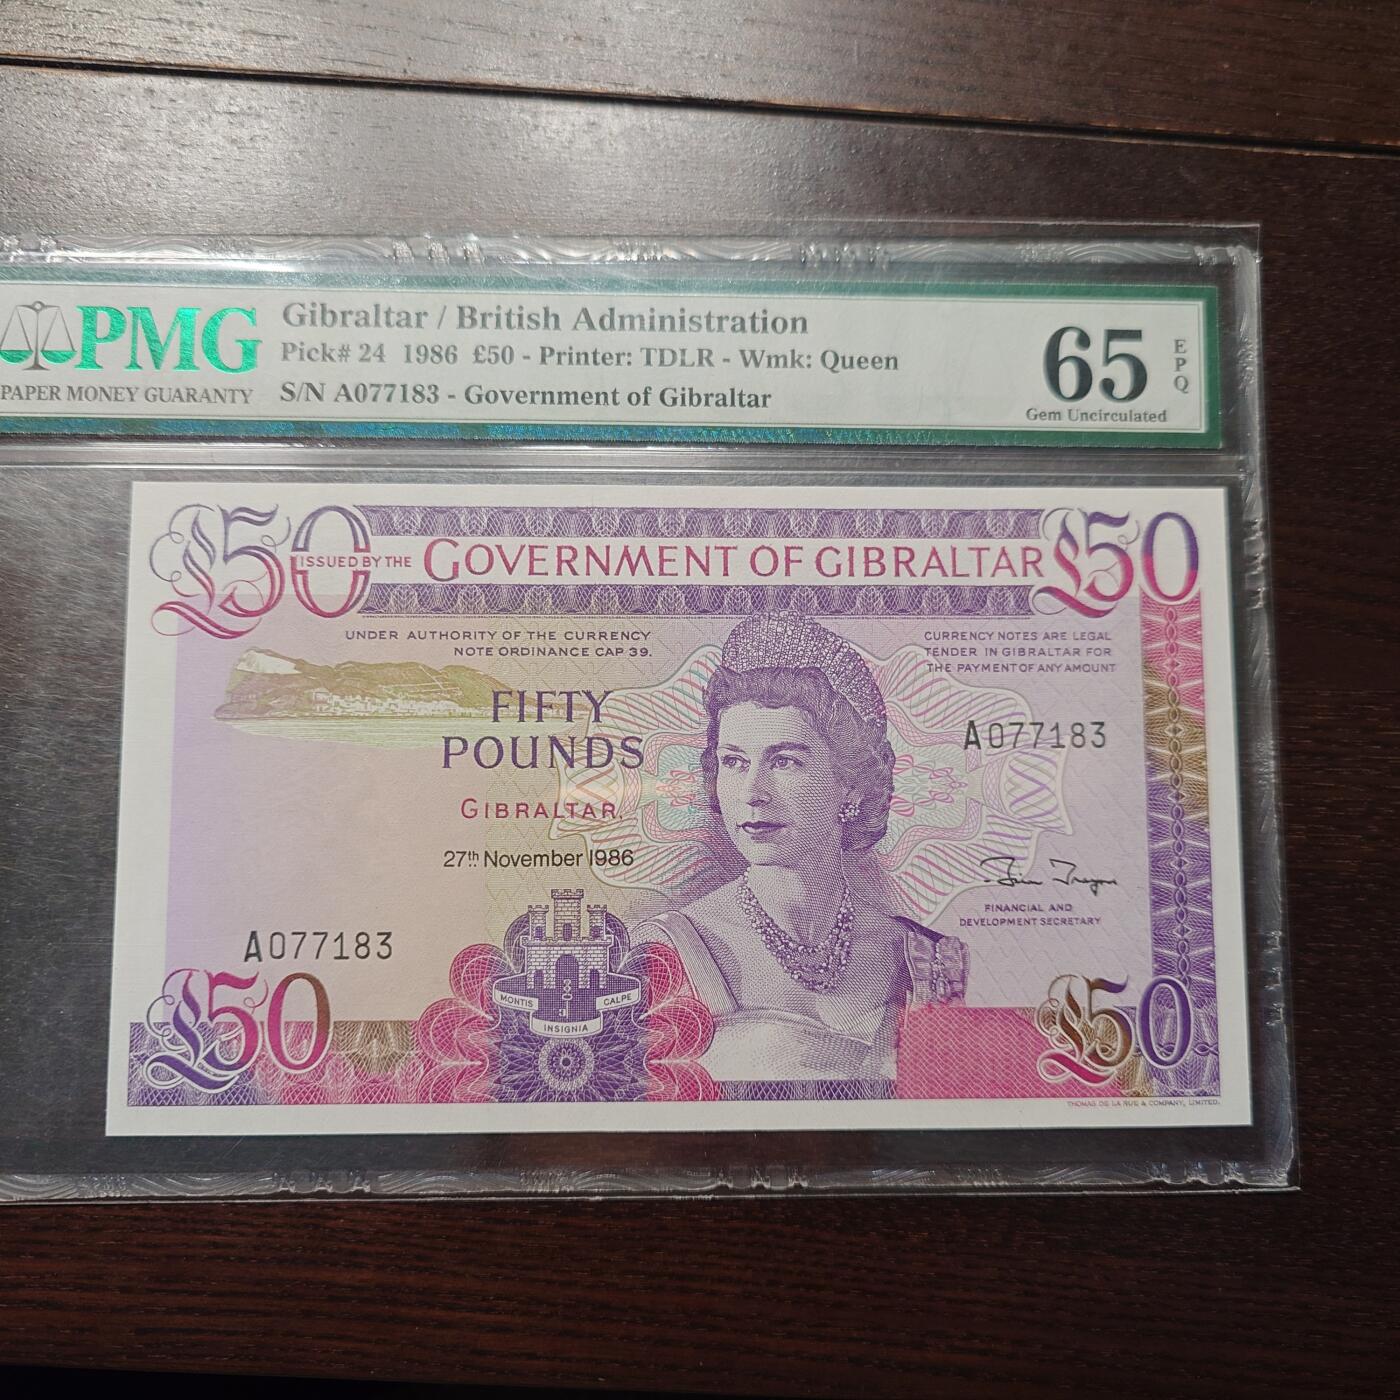 PMG
PAPER MONEY GUARANTY
Gibraltar / British Administration
Pick# 24 1986 £50 - Printer: TDLR - Wmk: Queen
S/N A077183 - Government of Gibraltar
65
EPQ
Gem Uncirculated
£50
ISSUED BY THE GOVERNMENT OF GIBRALTAR
£50
UNDER AUTHORITY OF THE CURRENCY
NOTE ORDINANCE CAP 39.
CURRENCY NOTES ARE LEGAL
TENDER IN GIBRALTAR FOR
THE PAYMENT OF ANY AMOUNT
FIFTY
POUNDS
A077183
GIBRALTAR,
27th November 1986
FINANCIAL AND
DEVELOPMENT SECRETARY
A077183
£50
MONTIS
INSIGNIA
CALPE
£50
THOMAS DE LA RUE & COMPANY, LIMITED.